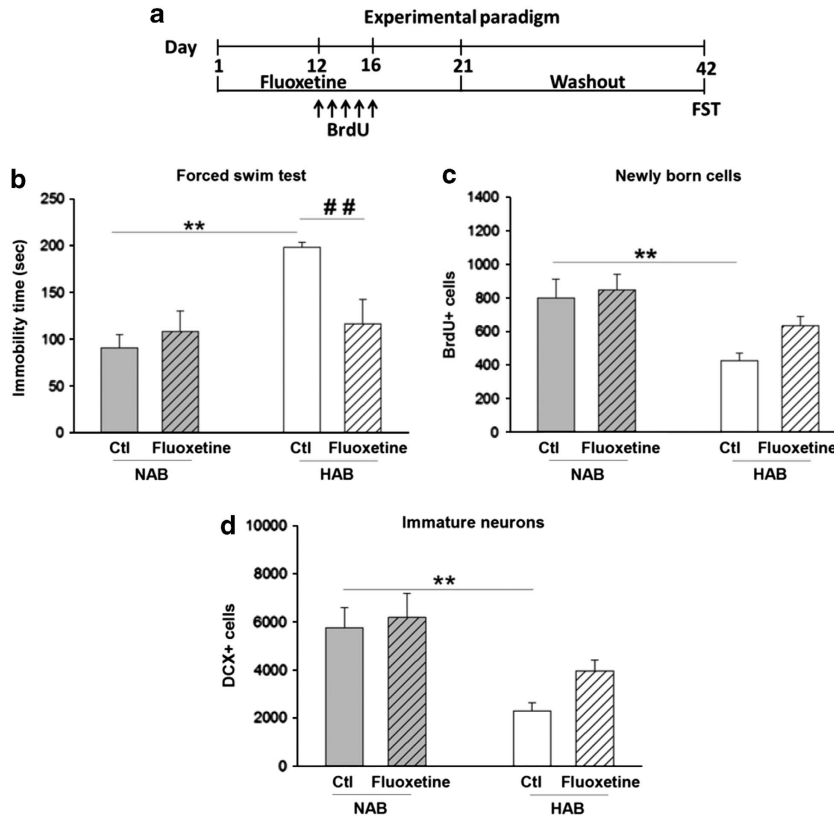 a
Experimental paradigm
Day
1 12 16 21 42
Fluoxetine Washout
BrdU
FST
b
Forced swim test
Immobility time (sec)
250
200
150
100
50
0
**
# #
Ctl Fluoxetine Ctl Fluoxetine
NAB HAB
c
Newly born cells
BrdU+ cells
1400
1200
1000
800
600
400
200
0
**
Ctl Fluoxetine Ctl Fluoxetine
NAB HAB
d
Immature neurons
DCX+ cells
10000
8000
6000
4000
2000
0
**
Ctl Fluoxetine Ctl Fluoxetine
NAB HAB